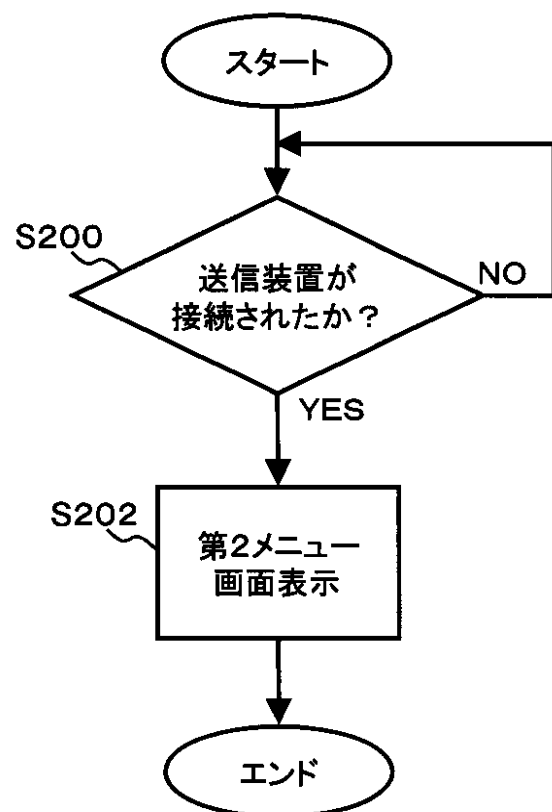 スタート
S200
送信装置が
接続されたか？
NO
YES
S202
第2メニュー
画面表示
エンド